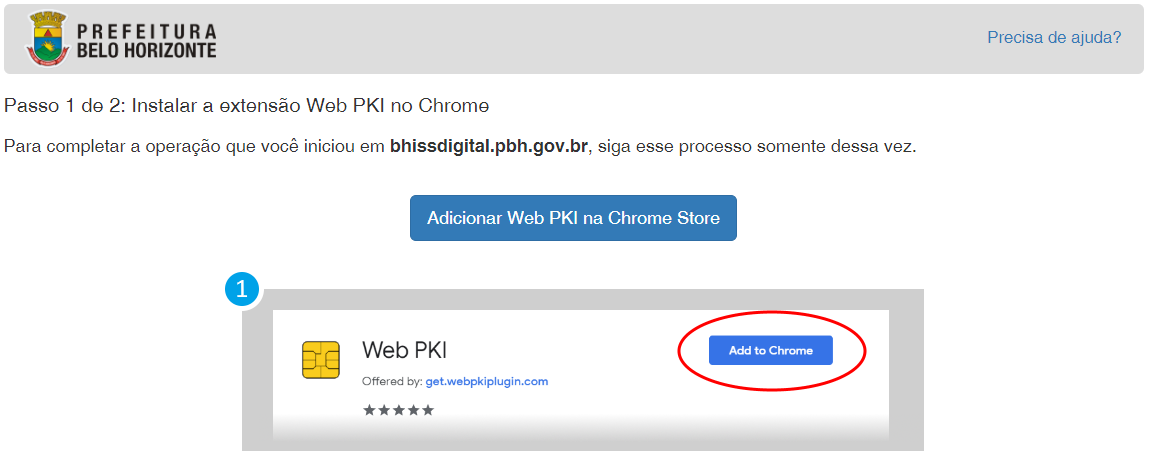 PREFEITURA
BELO HORIZONTE
Precisa de ajuda?
Passo 1 de 2: Instalar a extensão Web PKI no Chrome
Para completar a operação que você iniciou em bhissdigital.pbh.gov.br, siga esse processo somente dessa vez.
Adicionar Web PKI na Chrome Store
1
Web PKI
Add to Chrome
Offered by: get.webpkiplugin.com